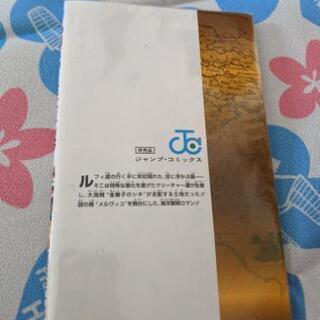 非売品
JC
ジャンプ・コミックス
ルフィ達の行く手に突如現れた、空に浮かぶ島――
そこは特殊な進化を遂げたクリーチャー達が生息
し、大海賊“金獅子のシキ”が支配する土地だった!!
謎の島“メルヴィユ”を舞台にした、海洋冒険ロマン!!